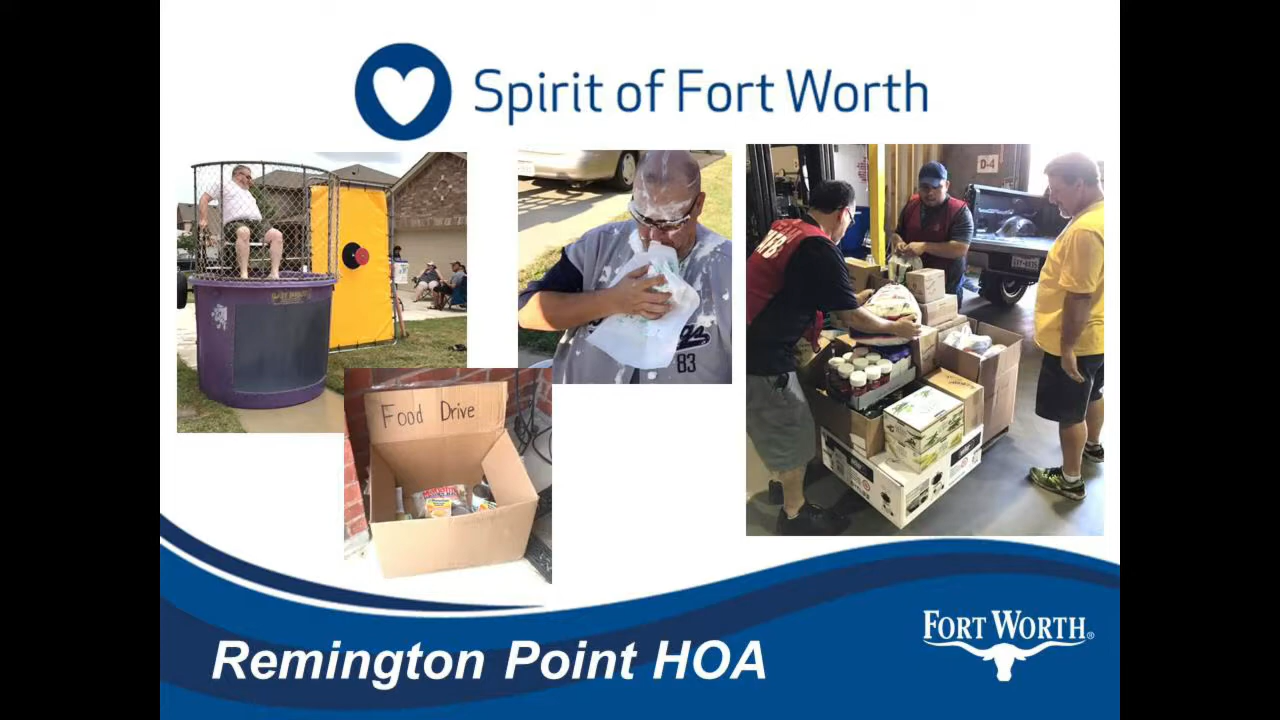 Spirit of Fort Worth
D-4
83
Food Drive
Remington Point HOA
FORT WORTH®